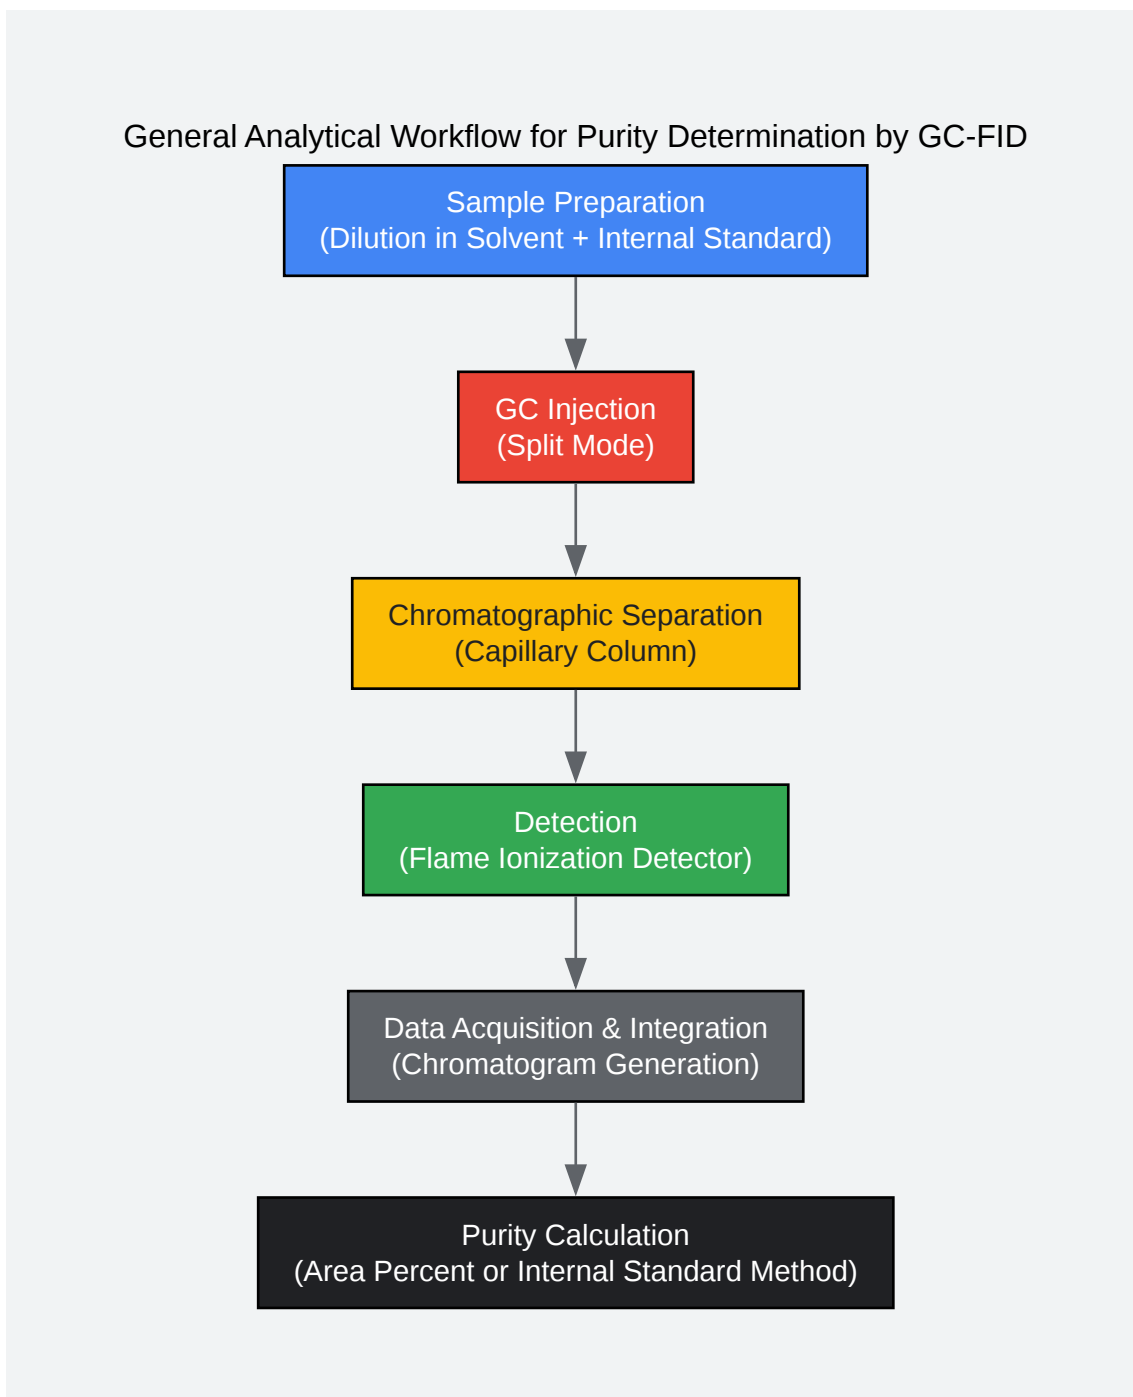 General Analytical Workflow for Purity Determination by GC-FID
Sample Preparation
(Dilution in Solvent + Internal Standard)
GC Injection
(Split Mode)
Chromatographic Separation
(Capillary Column)
Detection
(Flame Ionization Detector)
Data Acquisition & Integration
(Chromatogram Generation)
Purity Calculation
(Area Percent or Internal Standard Method)